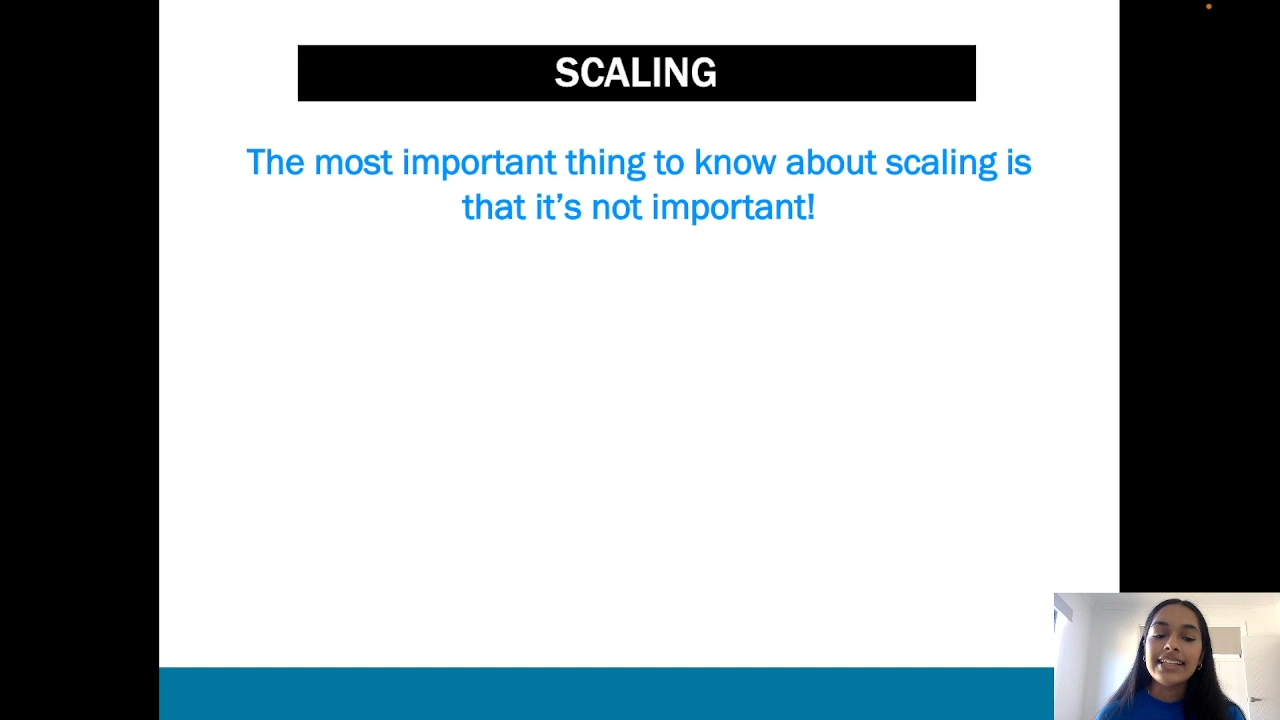 SCALING
The most important thing to know about scaling is
that it’s not important!